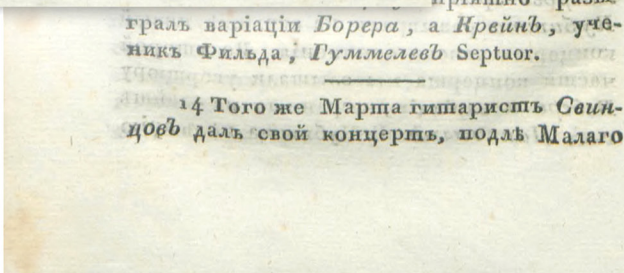 гралъ варіаціи Борера, а Крейнъ, уче-
никъ Фильда, Гуммелевъ Septuor.
14 Того же Марта гитаристъ Свин-
цовъ далъ свой концертъ, подлѣ Малаго